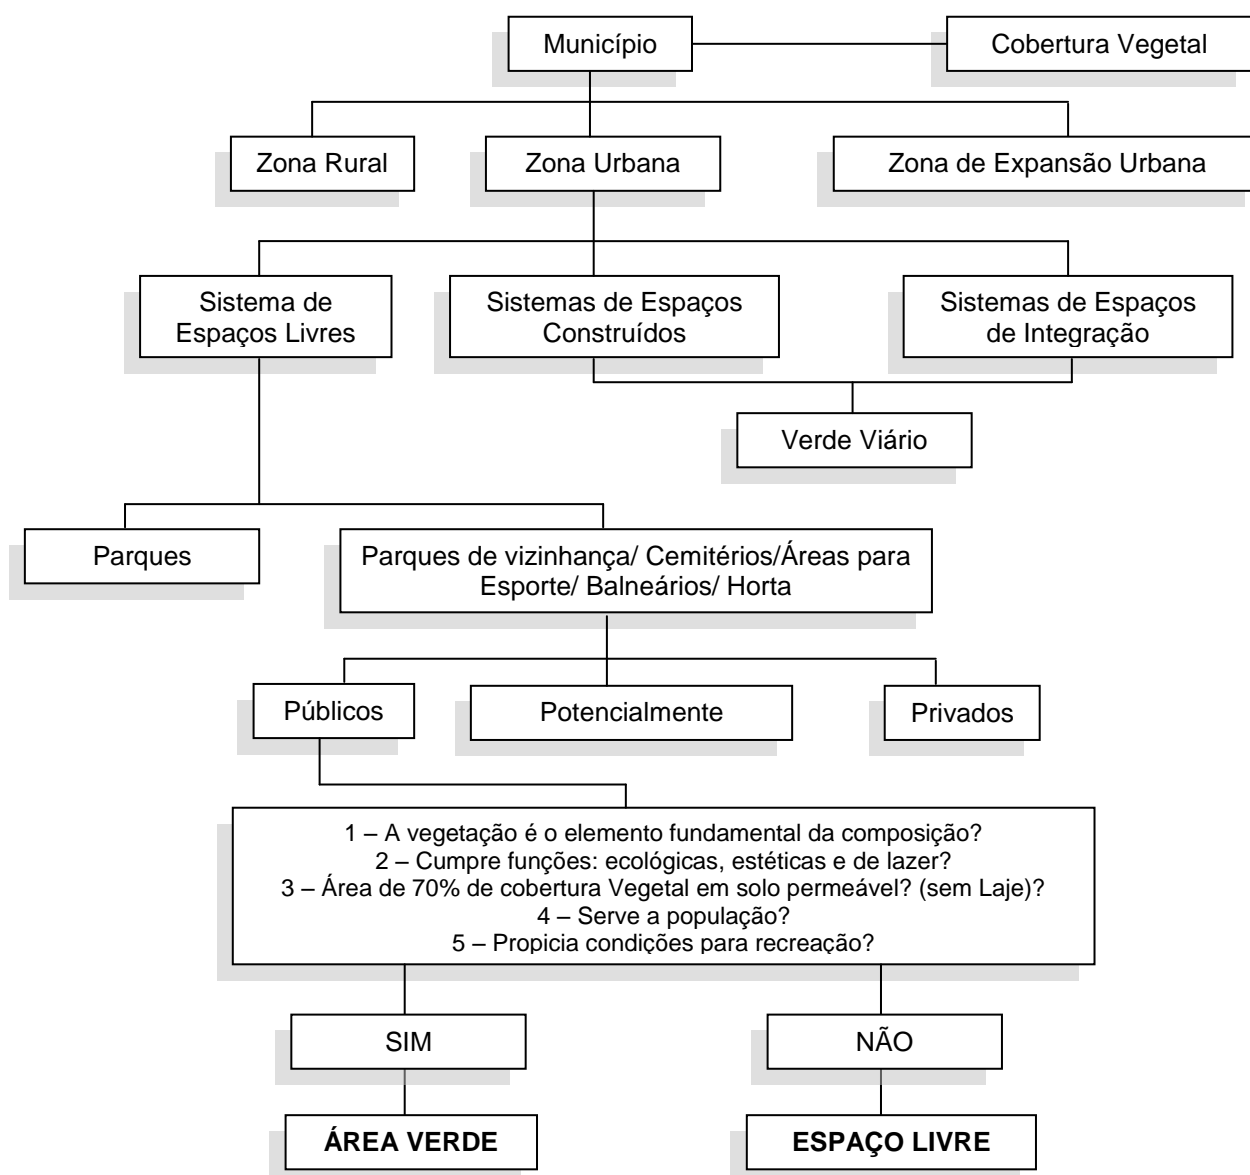 Município
Cobertura Vegetal
Zona Rural
Zona Urbana
Zona de Expansão Urbana
Sistema de
Espaços Livres
Sistemas de Espaços
Construídos
Sistemas de Espaços
de Integração
Verde Viário
Parques
Parques de vizinhança/ Cemitérios/Áreas para
Esporte/ Balneários/ Horta
Públicos
Potencialmente
Privados
1 – A vegetação é o elemento fundamental da composição?
2 – Cumpre funções: ecológicas, estéticas e de lazer?
3 – Área de 70% de cobertura Vegetal em solo permeável? (sem Laje)?
4 – Serve a população?
5 – Propicia condições para recreação?
SIM
NÃO
ÁREA VERDE
ESPAÇO LIVRE